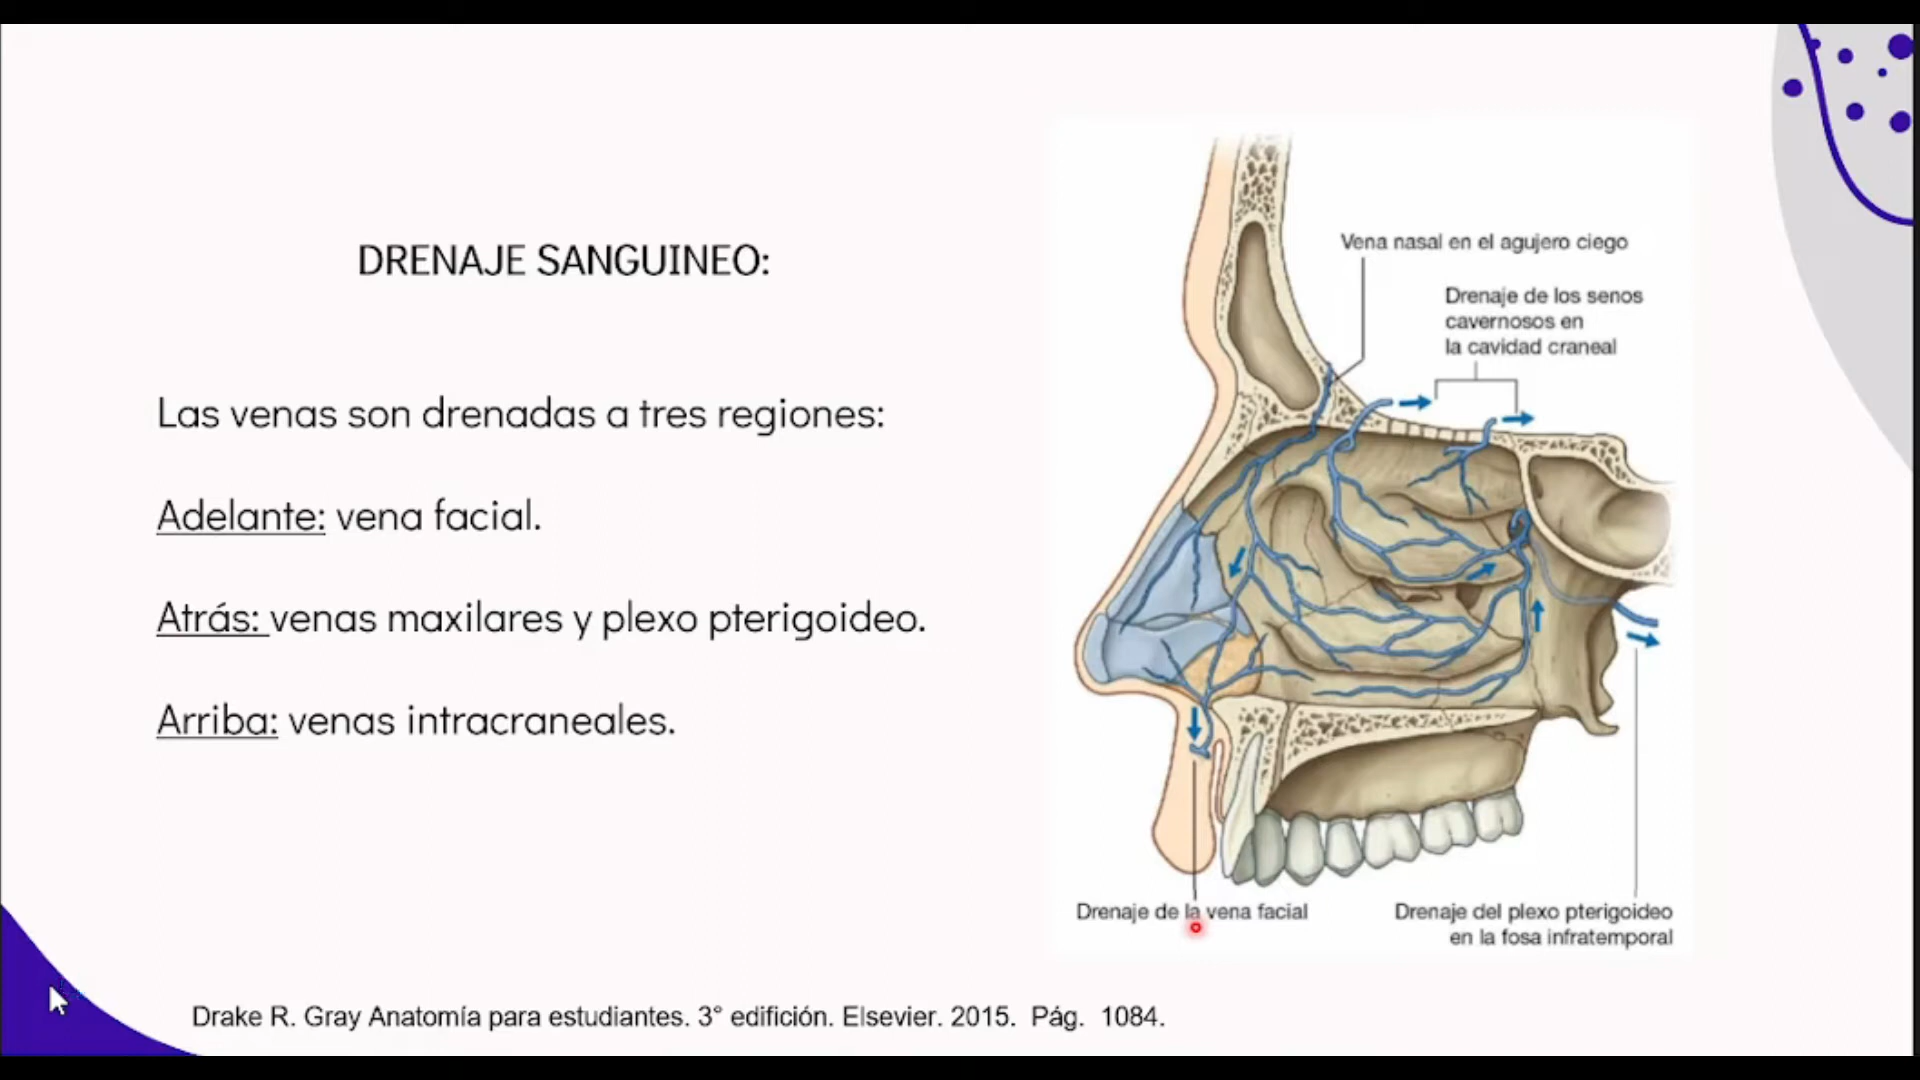 DRENAJE SANGUINEO:
Las venas son drenadas a tres regiones:
Adelante: vena facial.
Atrás: venas maxilares y plexo pterigoideo.
Arriba: venas intracraneales.
Vena nasal en el agujero ciego
Drenaje de los senos
cavernosos en
la cavidad craneal
Drenaje de la vena facial
Drenaje del plexo pterigoideo
en la fosa infratemporal
Drake R. Gray Anatomía para estudiantes. 3° edifición. Elsevier. 2015. Pág. 1084.